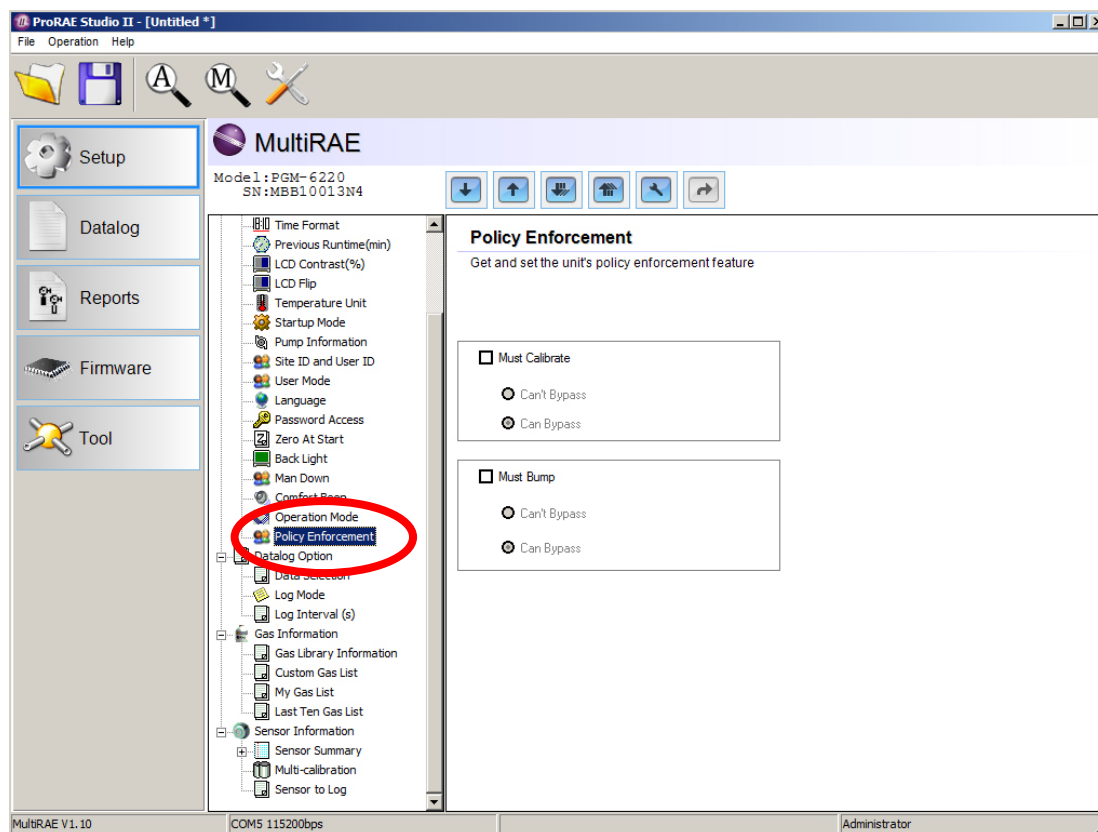 ProRAE Studio II - [Untitled *]
File Operation Help
A
M
Setup
Datalog
Reports
Firmware
Tool
MultiRAE
Model:PGM-6220
SN:MBB10013N4
Time Format
Previous Runtime(min)
LCD Contrast(%)
LCD Flip
Temperature Unit
Startup Mode
Pump Information
Site ID and User ID
User Mode
Language
Password Access
Zero At Start
Back Light
Man Down
Comfort Beep
Operation Mode
Policy Enforcement
Datalog Option
Data Selection
Log Mode
Log Interval (s)
Gas Information
Gas Library Information
Custom Gas List
My Gas List
Last Ten Gas List
Sensor Information
Sensor Summary
Multi-calibration
Sensor to Log
Policy Enforcement
Get and set the unit's policy enforcement feature
Must Calibrate
Can't Bypass
Can Bypass
Must Bump
Can't Bypass
Can Bypass
MultiRAE V1.10
COM5 115200bps
Administrator